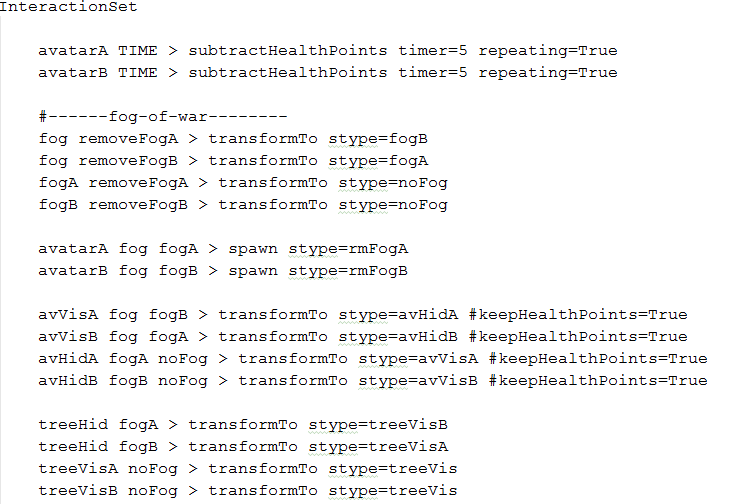 InteractionSet
avatarA TIME > subtractHealthPoints timer=5 repeating=True
avatarB TIME > subtractHealthPoints timer=5 repeating=True
#------fog-of-war--------
fog removeFogA > transformTo stype=fogB
fog removeFogB > transformTo stype=fogA
fogA removeFogA > transformTo stype=noFog
fogB removeFogB > transformTo stype=noFog
avatarA fog fogA > spawn stype=rmFogA
avatarB fog fogB > spawn stype=rmFogB
avVisA fog fogB > transformTo stype=avHidA #keepHealthPoints=True
avVisB fog fogA > transformTo stype=avHidB #keepHealthPoints=True
avHidA fogA noFog > transformTo stype=avVisA #keepHealthPoints=True
avHidB fogB noFog > transformTo stype=avVisB #keepHealthPoints=True
treeHid fogA > transformTo stype=treeVisB
treeHid fogB > transformTo stype=treeVisA
treeVisA noFog > transformTo stype=treeVis
treeVisB noFog > transformTo stype=treeVis